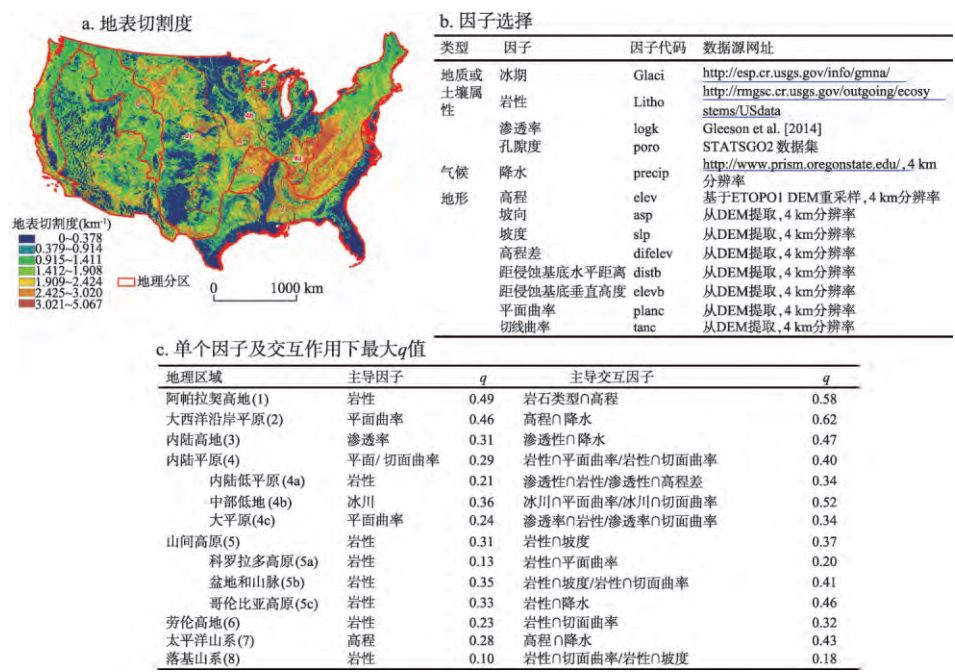 a. 地表切割度
地表切割度(km⁻¹)
0~0.378
0.379~0.914
0.915~1.411
1.412~1.908
1.909~2.424
2.425~3.020
3.021~5.067
地理分区
0 1000 km
b. 因子选择
类型 因子 因子代码 数据源网址
地质或 冰期 Glaci http://esp.cr.usgs.gov/info/gmna/
土壤属 岩性 Litho http://rmgsc.cr.usgs.gov/outgoing/ecosy
性 stems/USdata
渗透率 logk Gleeson et al. [2014]
孔隙度 poro STATSGO2 数据集
气候 降水 precip http://www.prism.oregonstate.edu/, 4 km
分辨率
地形 高程 elev 基于ETOPO1 DEM重采样, 4 km分辨率
坡向 asp 从DEM提取, 4 km分辨率
坡度 slp 从DEM提取, 4 km分辨率
高程差 difelev 从DEM提取, 4 km分辨率
距侵蚀基底水平距离 distb 从DEM提取, 4 km分辨率
距侵蚀基底垂直高度 elevb 从DEM提取, 4 km分辨率
平面曲率 planc 从DEM提取, 4 km分辨率
切线曲率 tanc 从DEM提取, 4 km分辨率
c. 单个因子及交互作用下最大q值
地理区域 主导因子 q 主导交互因子 q
阿帕拉契高地(1) 岩性 0.49 岩石类型∩高程 0.58
大西洋沿岸平原(2) 平面曲率 0.46 高程∩降水 0.62
内陆高地(3) 渗透率 0.31 渗透性∩降水 0.47
内陆平原(4) 平面/ 切面曲率 0.29 岩性∩平面曲率/岩性∩切面曲率 0.40
内陆低平原(4a) 岩性 0.21 渗透性∩岩性/渗透性∩高程差 0.34
中部低地(4b) 冰川 0.36 冰川∩平面曲率/冰川∩切面曲率 0.52
大平原(4c) 平面曲率 0.24 渗透率∩岩性/渗透率∩切面曲率 0.34
山间高原(5) 岩性 0.31 岩性∩坡度 0.37
科罗拉多高原(5a) 岩性 0.13 岩性∩平面曲率 0.20
盆地和山脉(5b) 岩性 0.35 岩性∩坡度/岩性∩切面曲率 0.41
哥伦比亚高原(5c) 岩性 0.33 岩性∩降水 0.46
劳伦高地(6) 岩性 0.23 岩性∩切面曲率 0.32
太平洋山系(7) 高程 0.28 高程∩降水 0.43
落基山系(8) 岩性 0.10 岩性∩切面曲率/岩性∩坡度 0.18